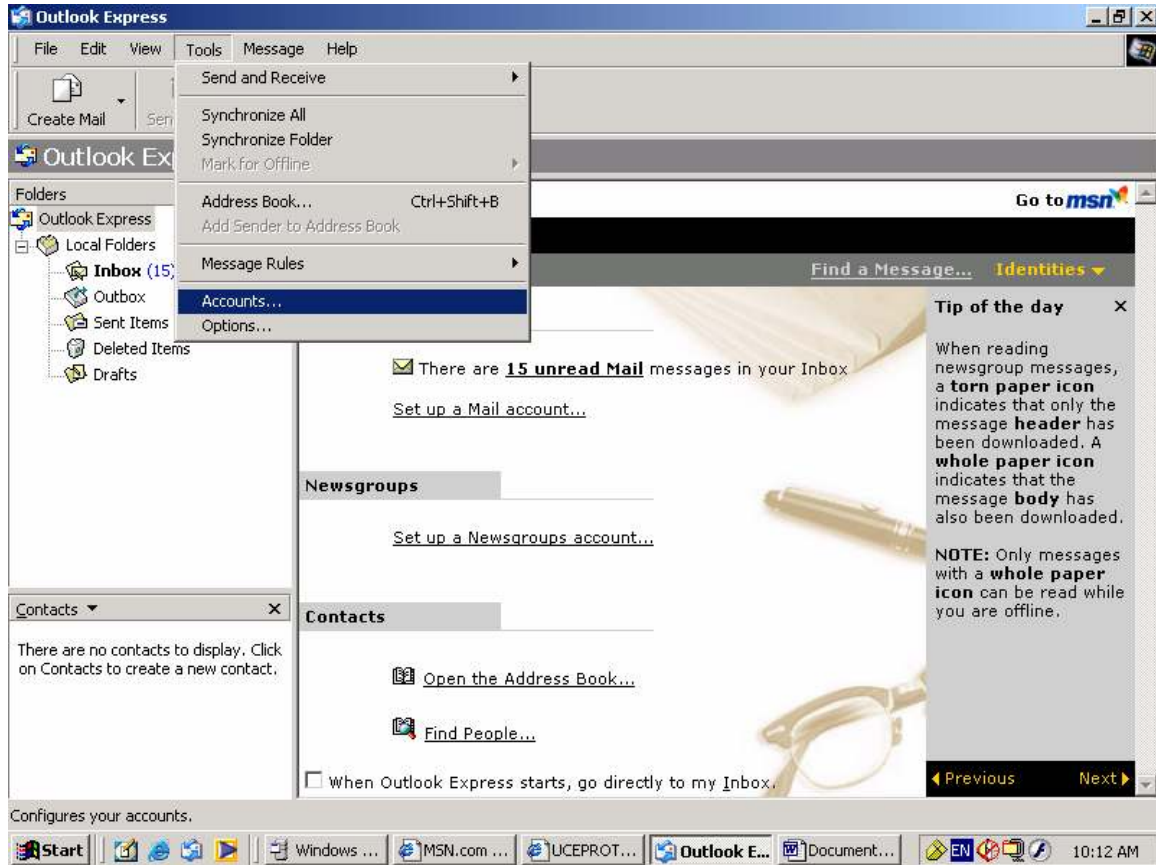 Outlook Express
File Edit View Tools Message Help
Create Mail
Outlook Ex
Send and Receive
Synchronize All
Synchronize Folder
Mark for Offline
Address Book... Ctrl+Shift+B
Add Sender to Address Book
Message Rules
Accounts...
Options...
Folders
Outlook Express
Local Folders
Inbox (15)
Outbox
Sent Items
Deleted Items
Drafts
Contacts
There are no contacts to display. Click
on Contacts to create a new contact.
Go to msn
Find a Message... Identities
There are 15 unread Mail messages in your Inbox
Set up a Mail account...
Newsgroups
Set up a Newsgroups account...
Contacts
Open the Address Book...
Find People...
When Outlook Express starts, go directly to my Inbox.
Tip of the day
When reading
newsgroup messages,
a torn paper icon
indicates that only the
message header has
been downloaded. A
whole paper icon
indicates that the
message body has
also been downloaded.
NOTE: Only messages
with a whole paper
icon can be read while
you are offline.
Previous Next
Configures your accounts.
Start Windows ... MSN.com ... UCEPROT... Outlook E... Document... EN 10:12 AM